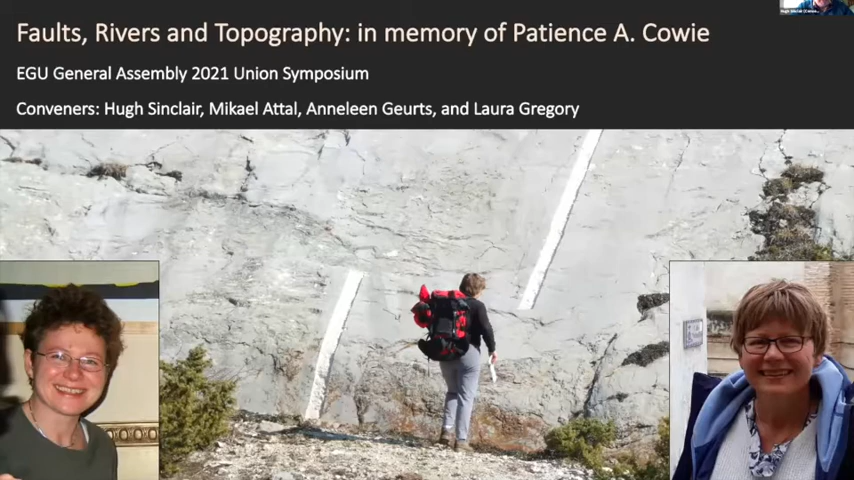 Faults, Rivers and Topography: in memory of Patience A. Cowie
EGU General Assembly 2021 Union Symposium
Conveners: Hugh Sinclair, Mikael Attal, Anneleen Geurts, and Laura Gregory